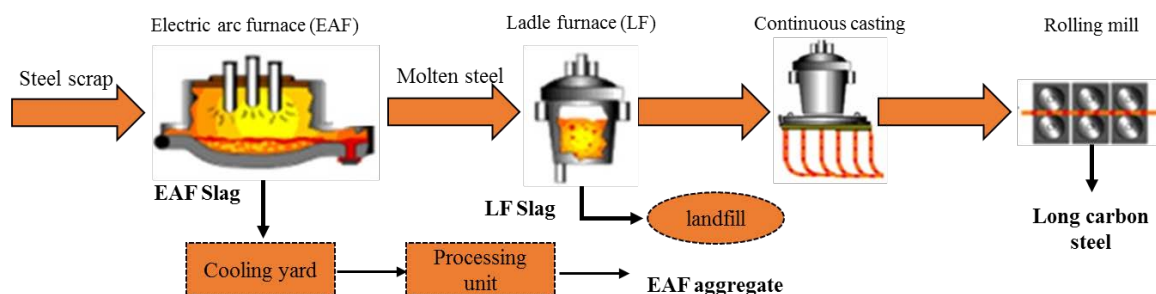 Electric arc furnace (EAF)
Ladle furnace (LF)
Continuous casting
Rolling mill
Steel scrap
Molten steel
EAF Slag
LF Slag
landfill
Long carbon
steel
Cooling yard
Processing
unit
EAF aggregate